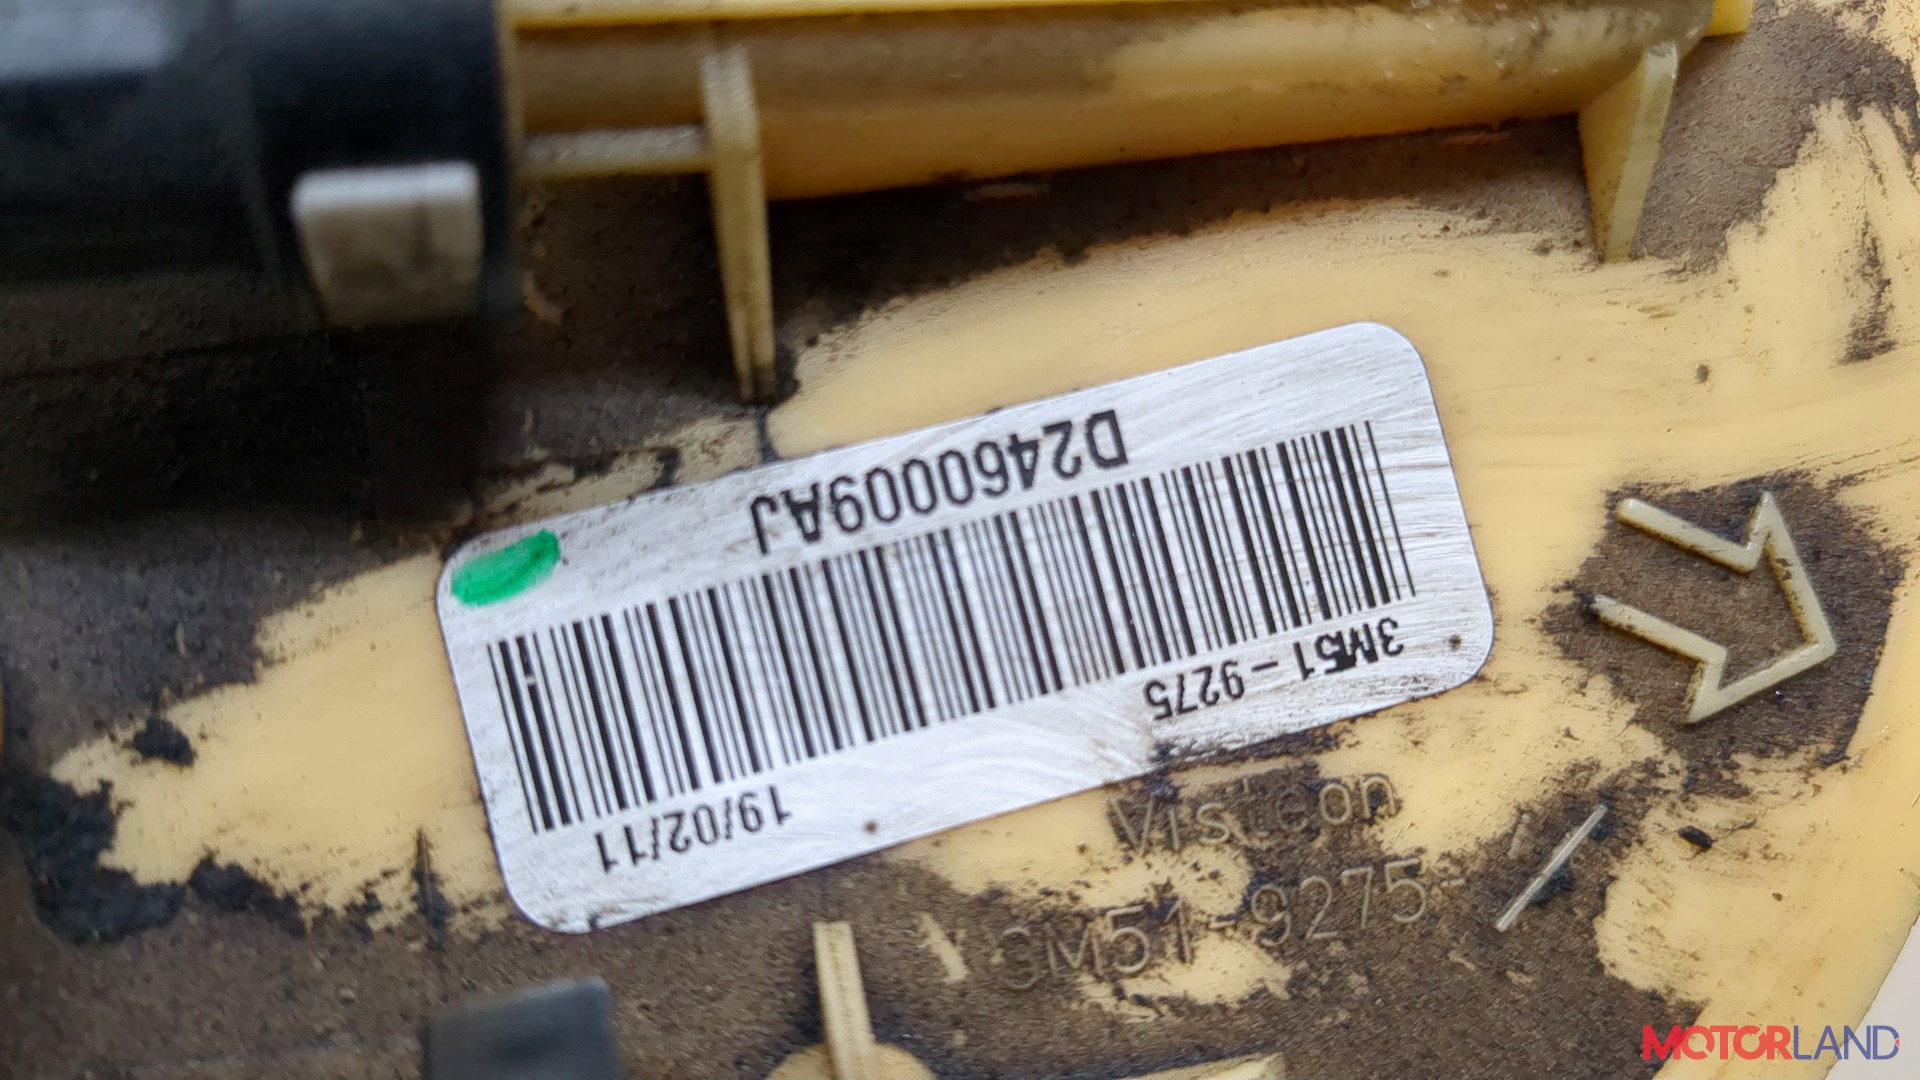 D2460009AJ
3M51-9275
19/02/11
Visteon
3M51-9275-
MOTORLAND